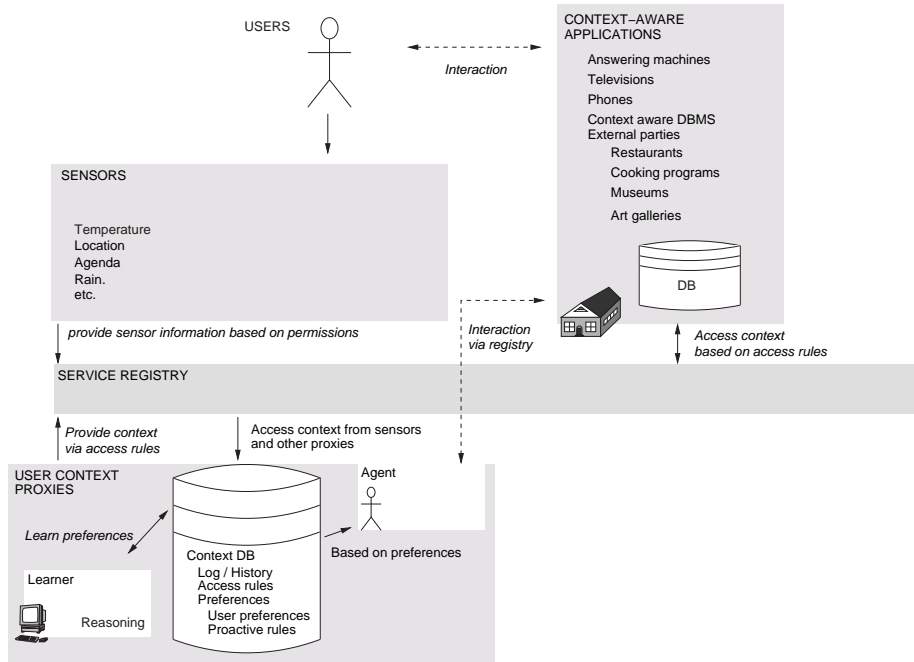 USERS
Interaction
CONTEXT–AWARE
APPLICATIONS
Answering machines
Televisions
Phones
Context aware DBMS
External parties
Restaurants
Cooking programs
Museums
Art galleries
DB
SENSORS
Temperature
Location
Agenda
Rain.
etc.
provide sensor information based on permissions
Interaction
via registry
Access context
based on access rules
SERVICE REGISTRY
Provide context
via access rules
Access context from sensors
and other proxies
USER CONTEXT
PROXIES
Agent
Learn preferences
Based on preferences
Context DB
Log / History
Access rules
Preferences
User preferences
Proactive rules
Learner
Reasoning